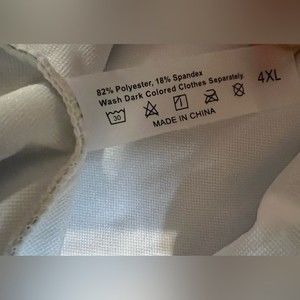 82% Polyester, 18% Spandex
Wash Dark Colored Clothes Separately.
30
4XL
MADE IN CHINA